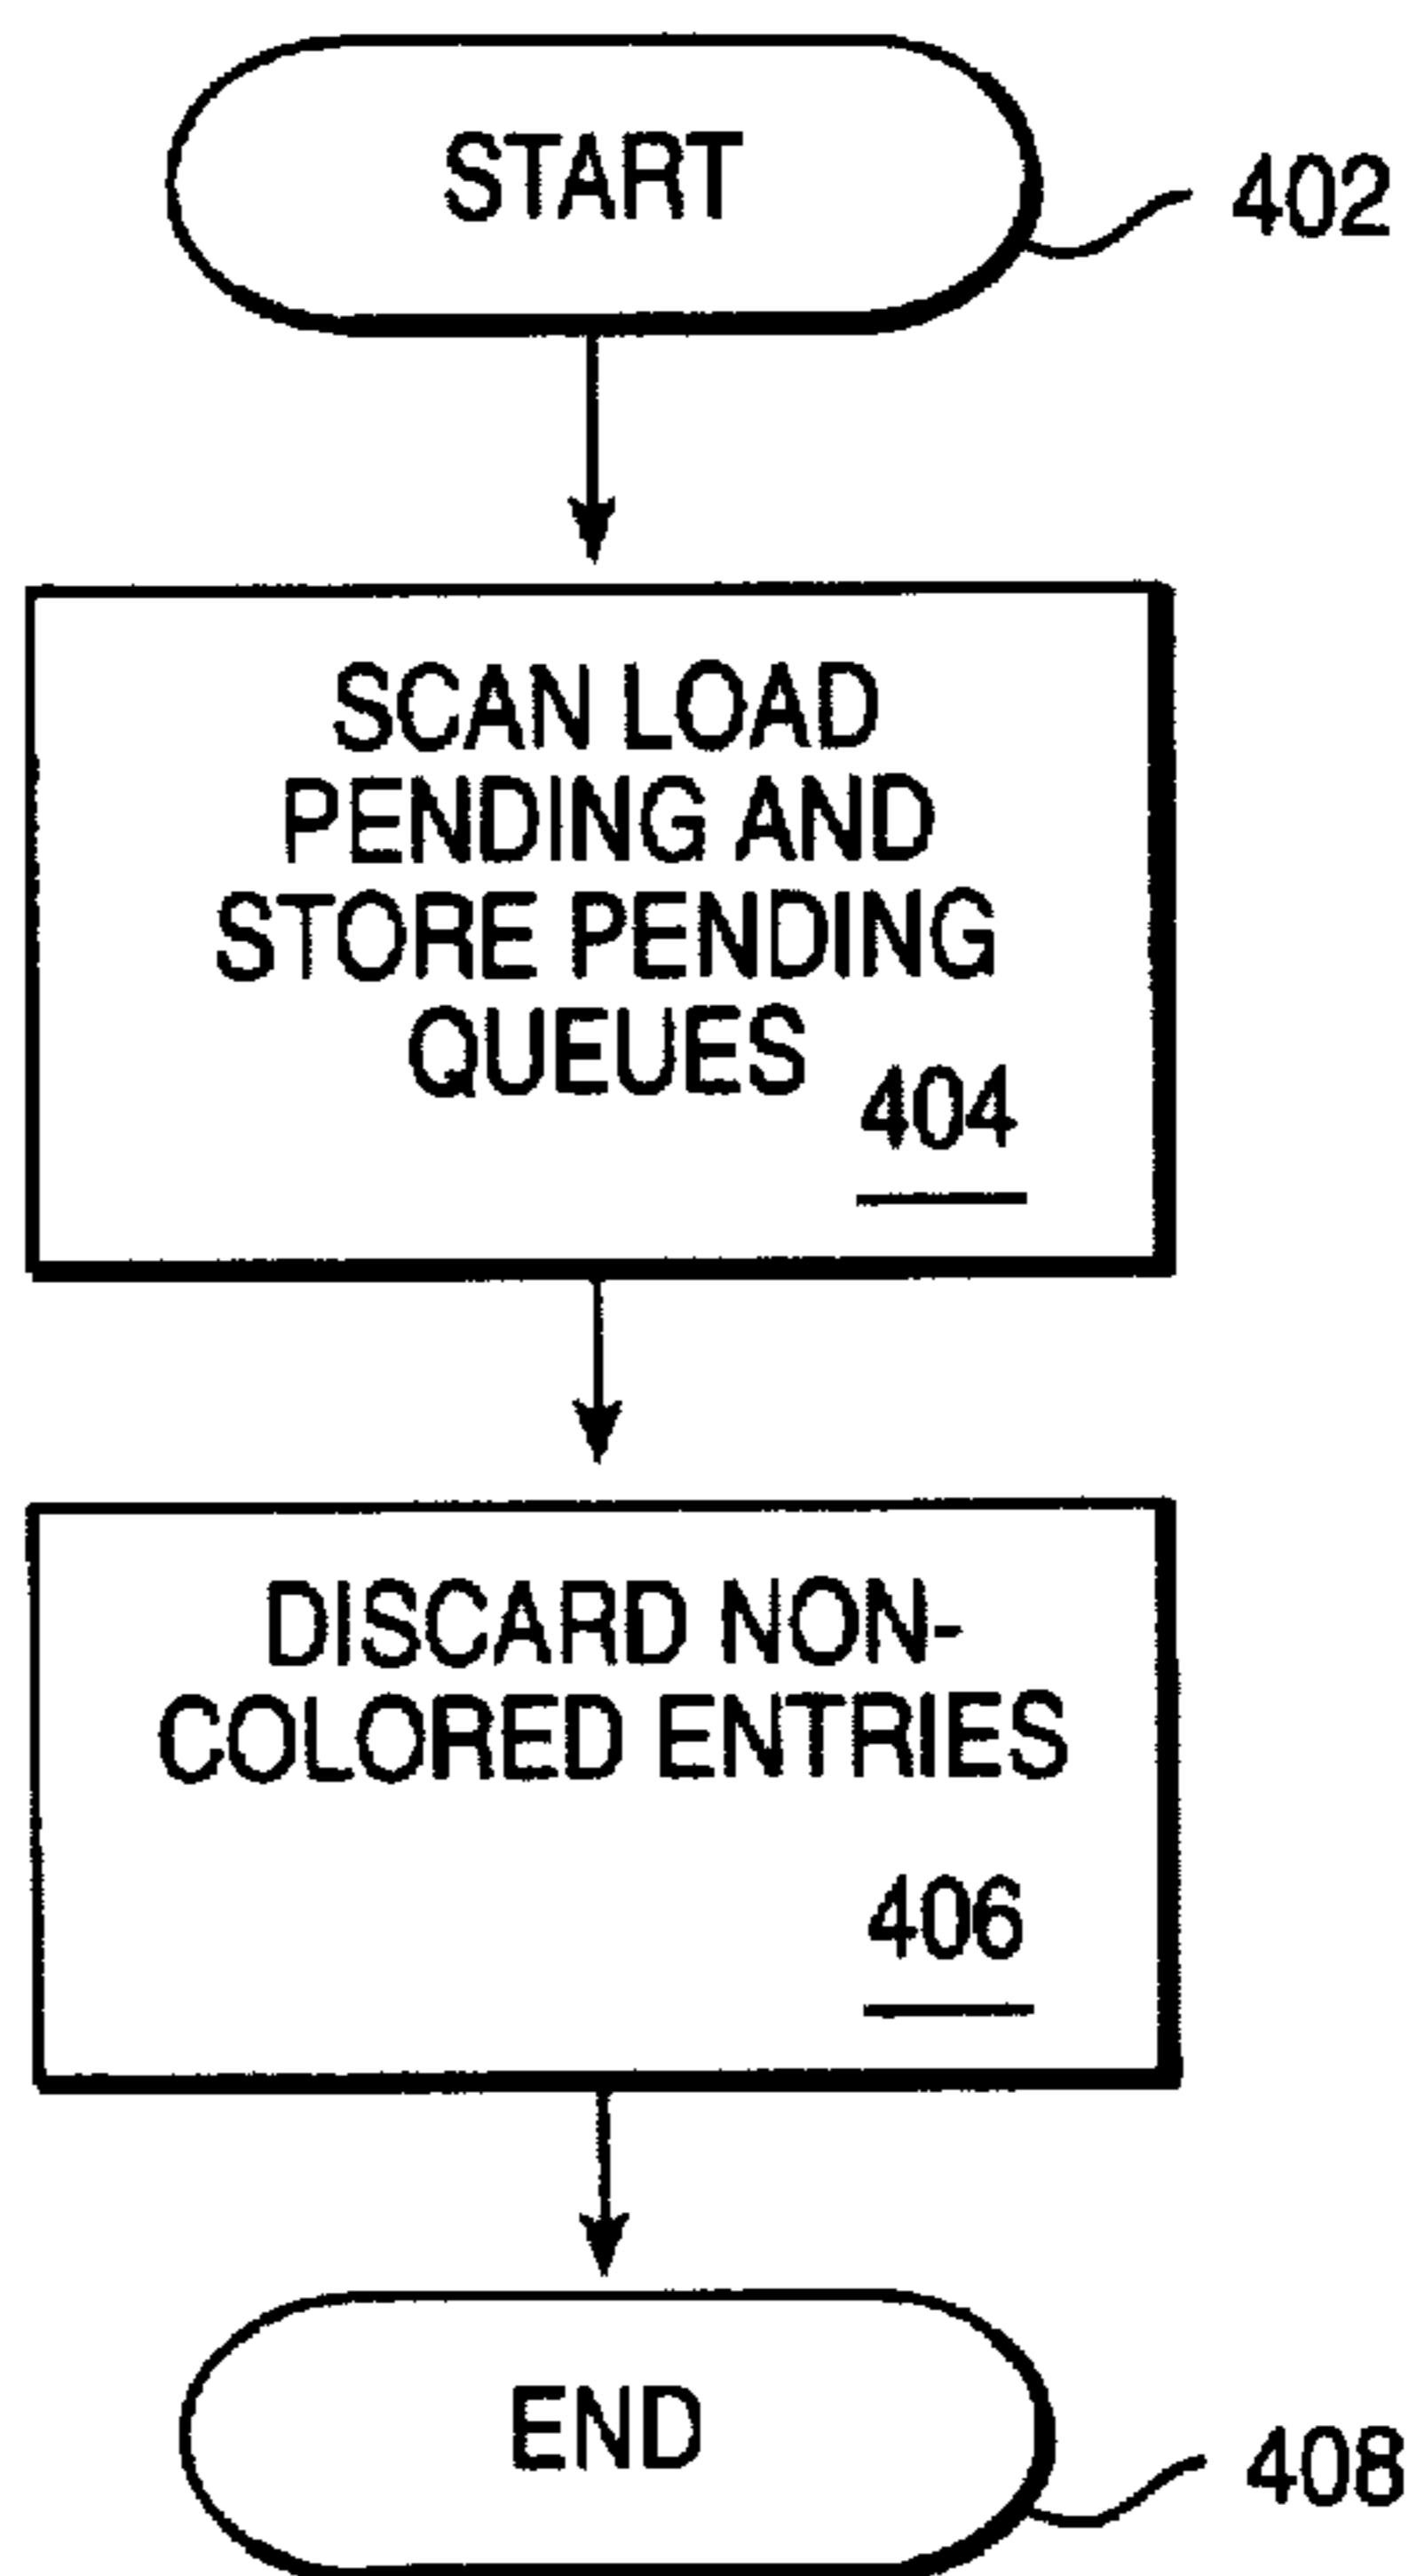 START
402
SCAN LOAD
PENDING AND
STORE PENDING
QUEUES
404
DISCARD NON-
COLORED ENTRIES
406
END
408